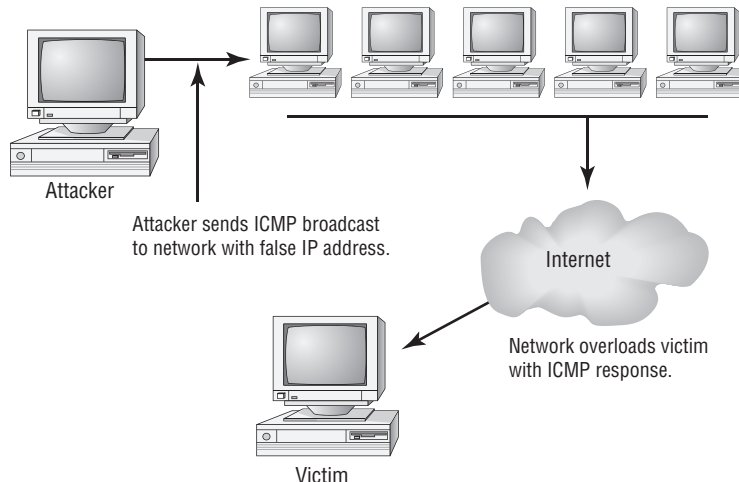 Attacker
Attacker sends ICMP broadcast
to network with false IP address.
Internet
Network overloads victim
with ICMP response.
Victim